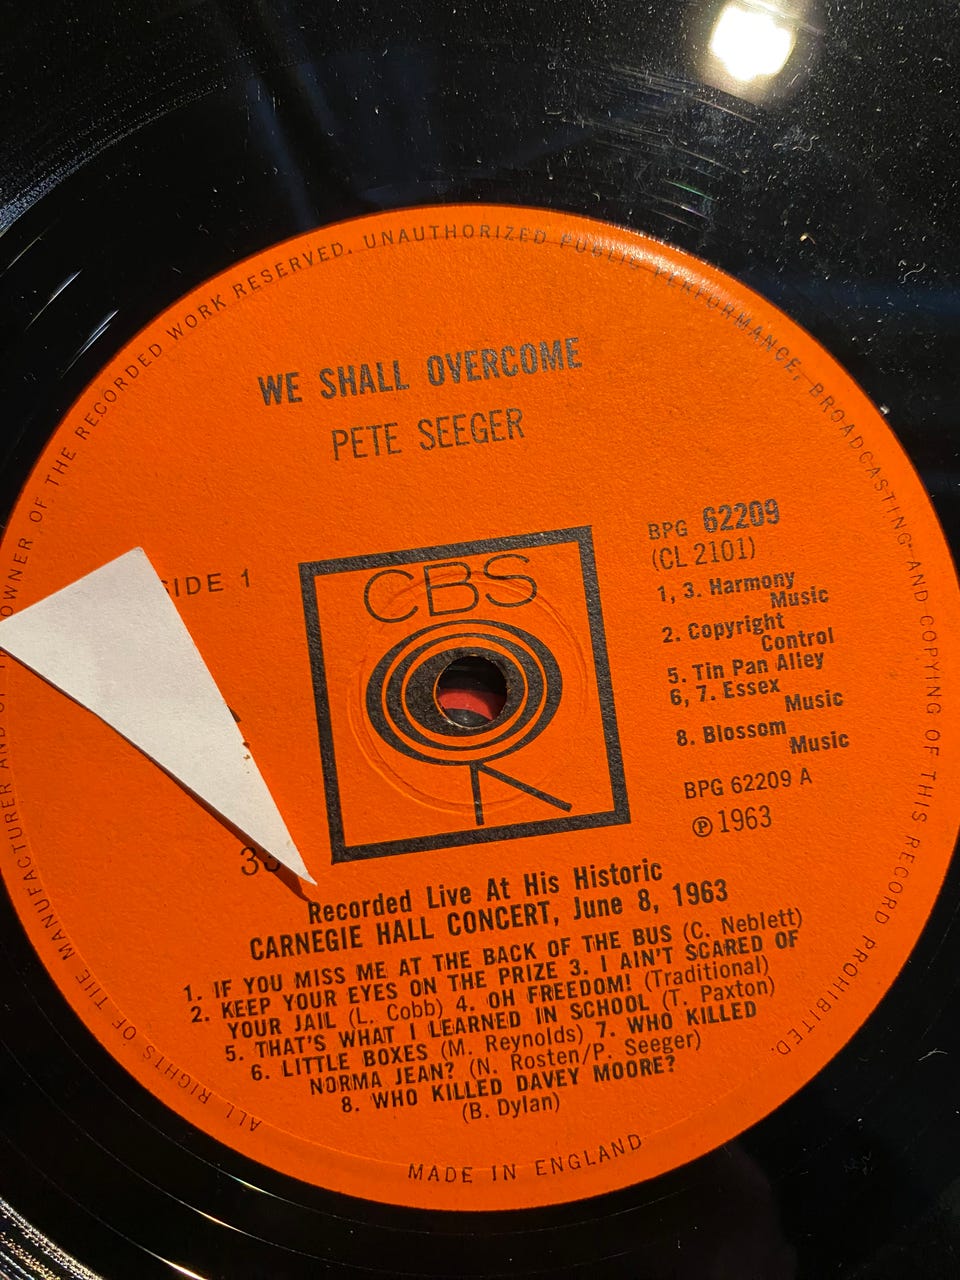 ALL RIGHTS OF THE MANUFACTURER AND OF OWNER OF THE RECORDED WORK RESERVED. UNAUTHORIZED PUBLIC PERFORMANCE, BROADCASTING AND COPYING OF THIS RECORD PROHIBITED.
WE SHALL OVERCOME
PETE SEEGER
IDE 1
CBS
BPG 62209
(CL 2101)
1, 3. Harmony
Music
2. Copyright
Control
5. Tin Pan Alley
6, 7. Essex
Music
8. Blossom
Music
BPG 62209 A
Ⓟ 1963
33
Recorded Live At His Historic
CARNEGIE HALL CONCERT, June 8, 1963
1. IF YOU MISS ME AT THE BACK OF THE BUS (C. Neblett)
2. KEEP YOUR EYES ON THE PRIZE 3. I AIN'T SCARED OF
YOUR JAIL (L. Cobb) 4. OH FREEDOM! (Traditional)
5. THAT'S WHAT I LEARNED IN SCHOOL (T. Paxton)
6. LITTLE BOXES (M. Reynolds) 7. WHO KILLED
NORMA JEAN? (N. Rosten/P. Seeger)
8. WHO KILLED DAVEY MOORE?
(B. Dylan)
MADE IN ENGLAND